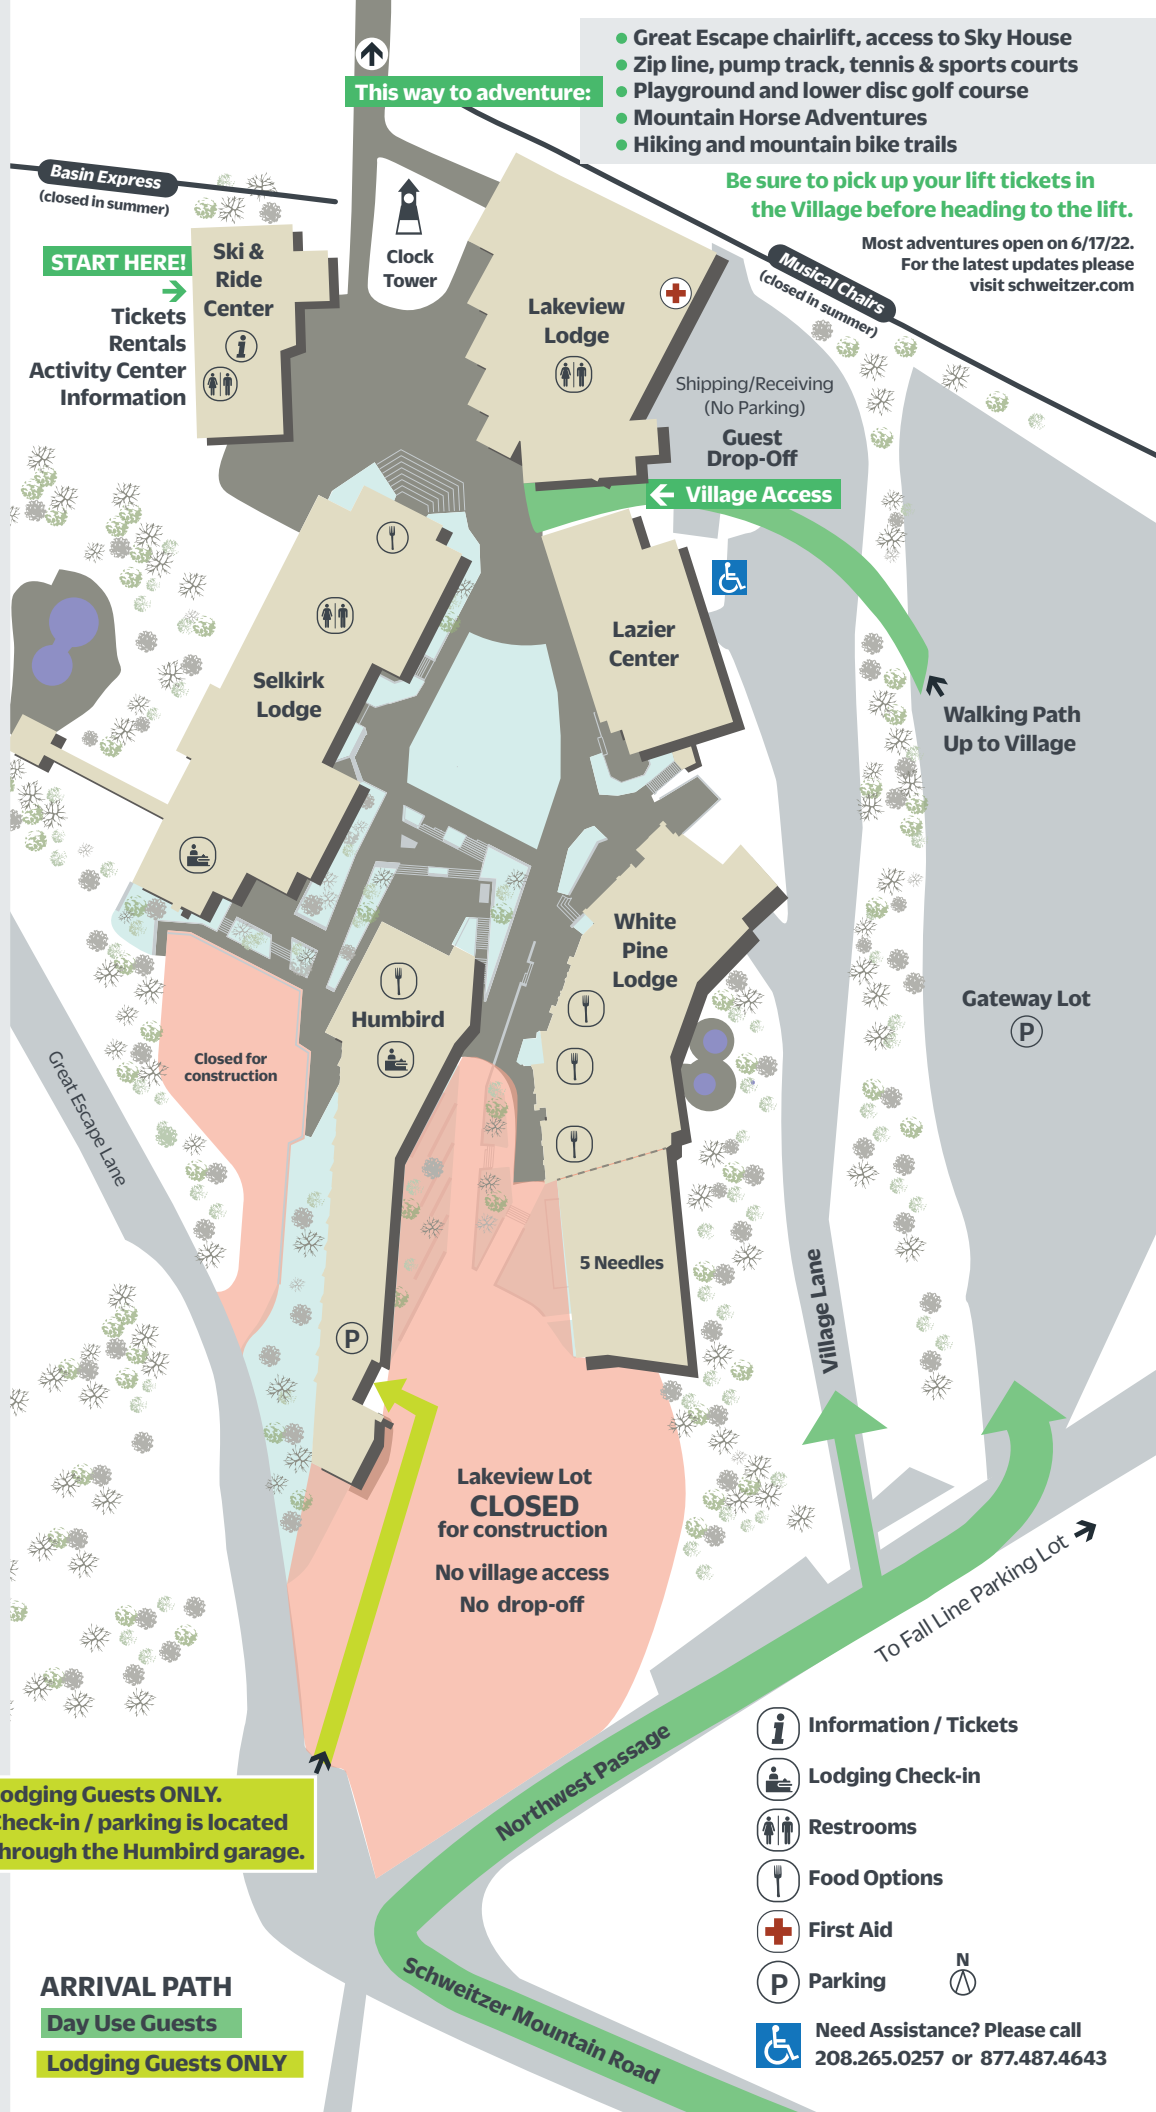 • Great Escape chairlift, access to Sky House
• Zip line, pump track, tennis & sports courts
This way to adventure:
• Playground and lower disc golf course
• Mountain Horse Adventures
• Hiking and mountain bike trails
Be sure to pick up your lift tickets in
the Village before heading to the lift.
Most adventures open on 6/17/22.
For the latest updates please
visit schweitzer.com
Basin Express
(closed in summer)
Musical Chairs
(closed in summer)
Clock
Tower
START HERE!
Tickets
Rentals
Activity Center
Information
Ski &
Ride
Center
Lakeview
Lodge
Shipping/Receiving
(No Parking)
Guest
Drop-Off
Village Access
Lazier
Center
Selkirk
Lodge
Walking Path
Up to Village
White
Pine
Lodge
Gateway Lot
P
Humbird
Closed for
construction
Great Escape Lane
5 Needles
P
Village Lane
Lakeview Lot
CLOSED
for construction
No village access
No drop-off
To Fall Line Parking Lot
Northwest Passage
odging Guests ONLY.
Check-in / parking is located
hrough the Humbird garage.
Schweitzer Mountain Road
ARRIVAL PATH
Day Use Guests
Lodging Guests ONLY
Information / Tickets
Lodging Check-in
Restrooms
Food Options
First Aid
P Parking
N
Need Assistance? Please call
208.265.0257 or 877.487.4643